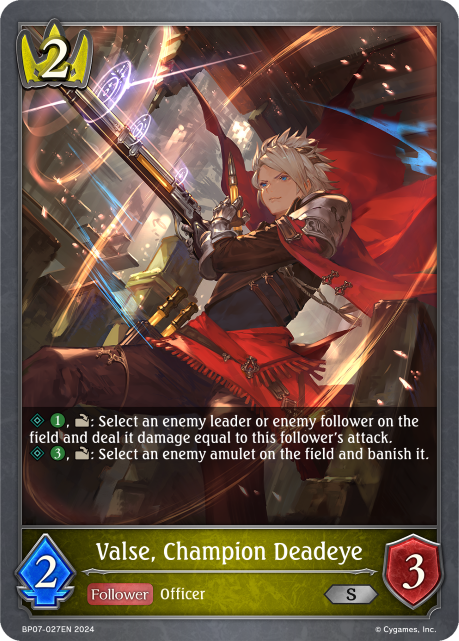 2
1, : Select an enemy leader or enemy follower on the
field and deal it damage equal to this follower's attack.
3, : Select an enemy amulet on the field and banish it.
Valse, Champion Deadeye
2
Follower Officer
S
3
BP07-027EN 2024
© Cygames, Inc.